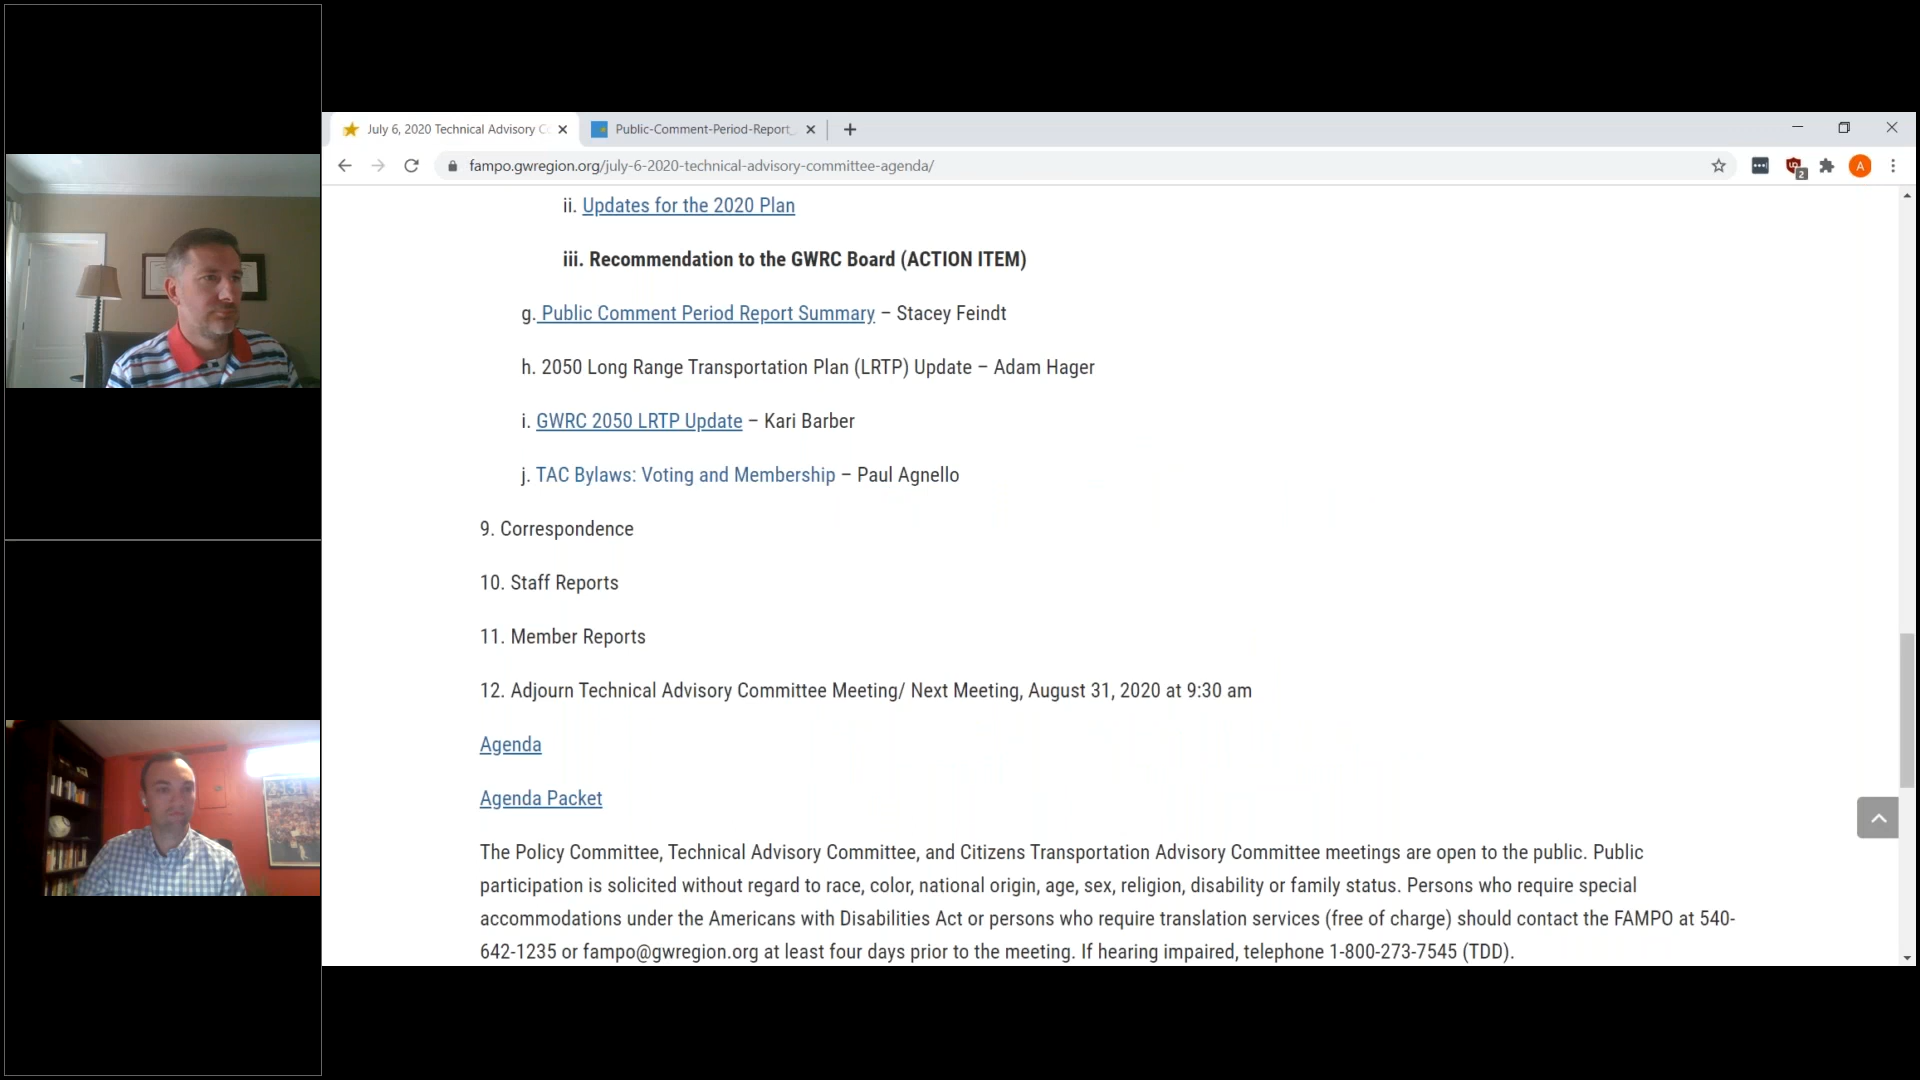 July 6, 2020 Technical Advisory C
Public-Comment-Period-Report_
fampo.gwregion.org/july-6-2020-technical-advisory-committee-agenda/
2
A
ii. Updates for the 2020 Plan
iii. Recommendation to the GWRC Board (ACTION ITEM)
g. Public Comment Period Report Summary – Stacey Feindt
h. 2050 Long Range Transportation Plan (LRTP) Update – Adam Hager
i. GWRC 2050 LRTP Update – Kari Barber
j. TAC Bylaws: Voting and Membership – Paul Agnello
9. Correspondence
10. Staff Reports
11. Member Reports
12. Adjourn Technical Advisory Committee Meeting/ Next Meeting, August 31, 2020 at 9:30 am
Agenda
Agenda Packet
The Policy Committee, Technical Advisory Committee, and Citizens Transportation Advisory Committee meetings are open to the public. Public
participation is solicited without regard to race, color, national origin, age, sex, religion, disability or family status. Persons who require special
accommodations under the Americans with Disabilities Act or persons who require translation services (free of charge) should contact the FAMPO at 540-
642-1235 or fampo@gwregion.org at least four days prior to the meeting. If hearing impaired, telephone 1-800-273-7545 (TDD).